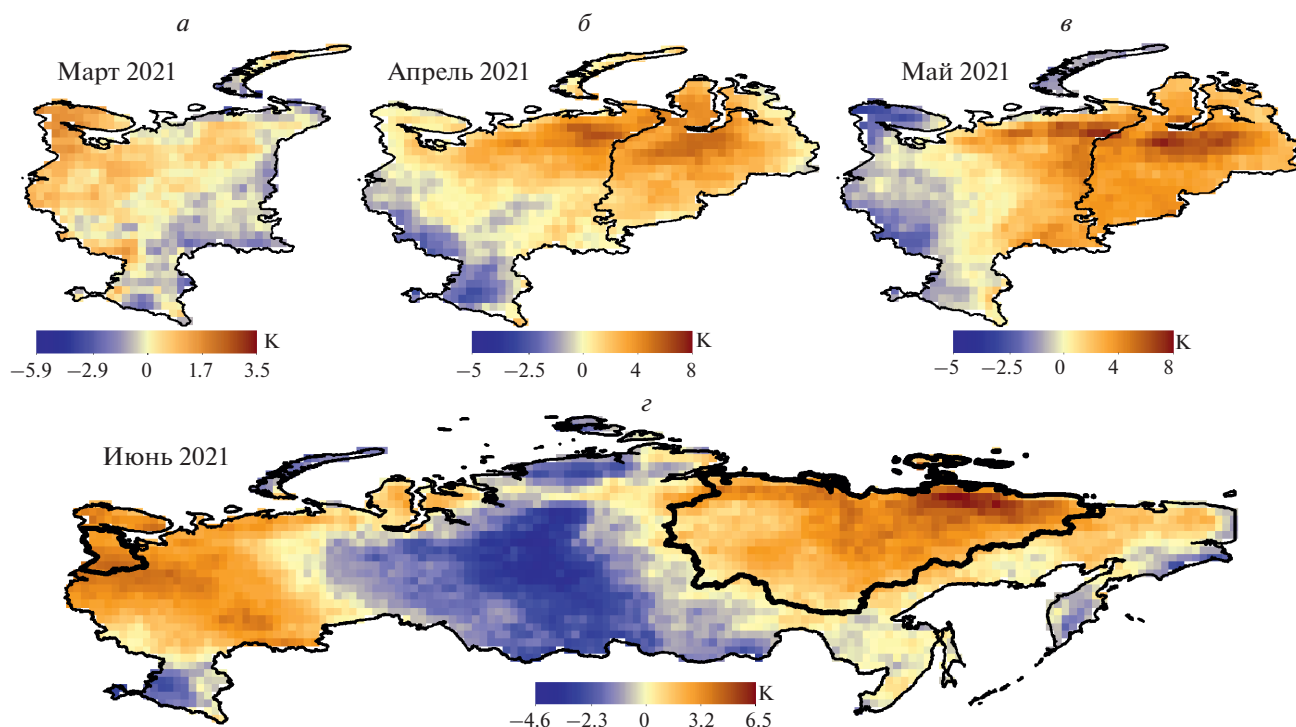 а
б
в
Март 2021
Апрель 2021
Май 2021
K
K
K
−5.9 −2.9 0 1.7 3.5
−5 −2.5 0 4 8
−5 −2.5 0 4 8
г
Июнь 2021
K
−4.6 −2.3 0 3.2 6.5